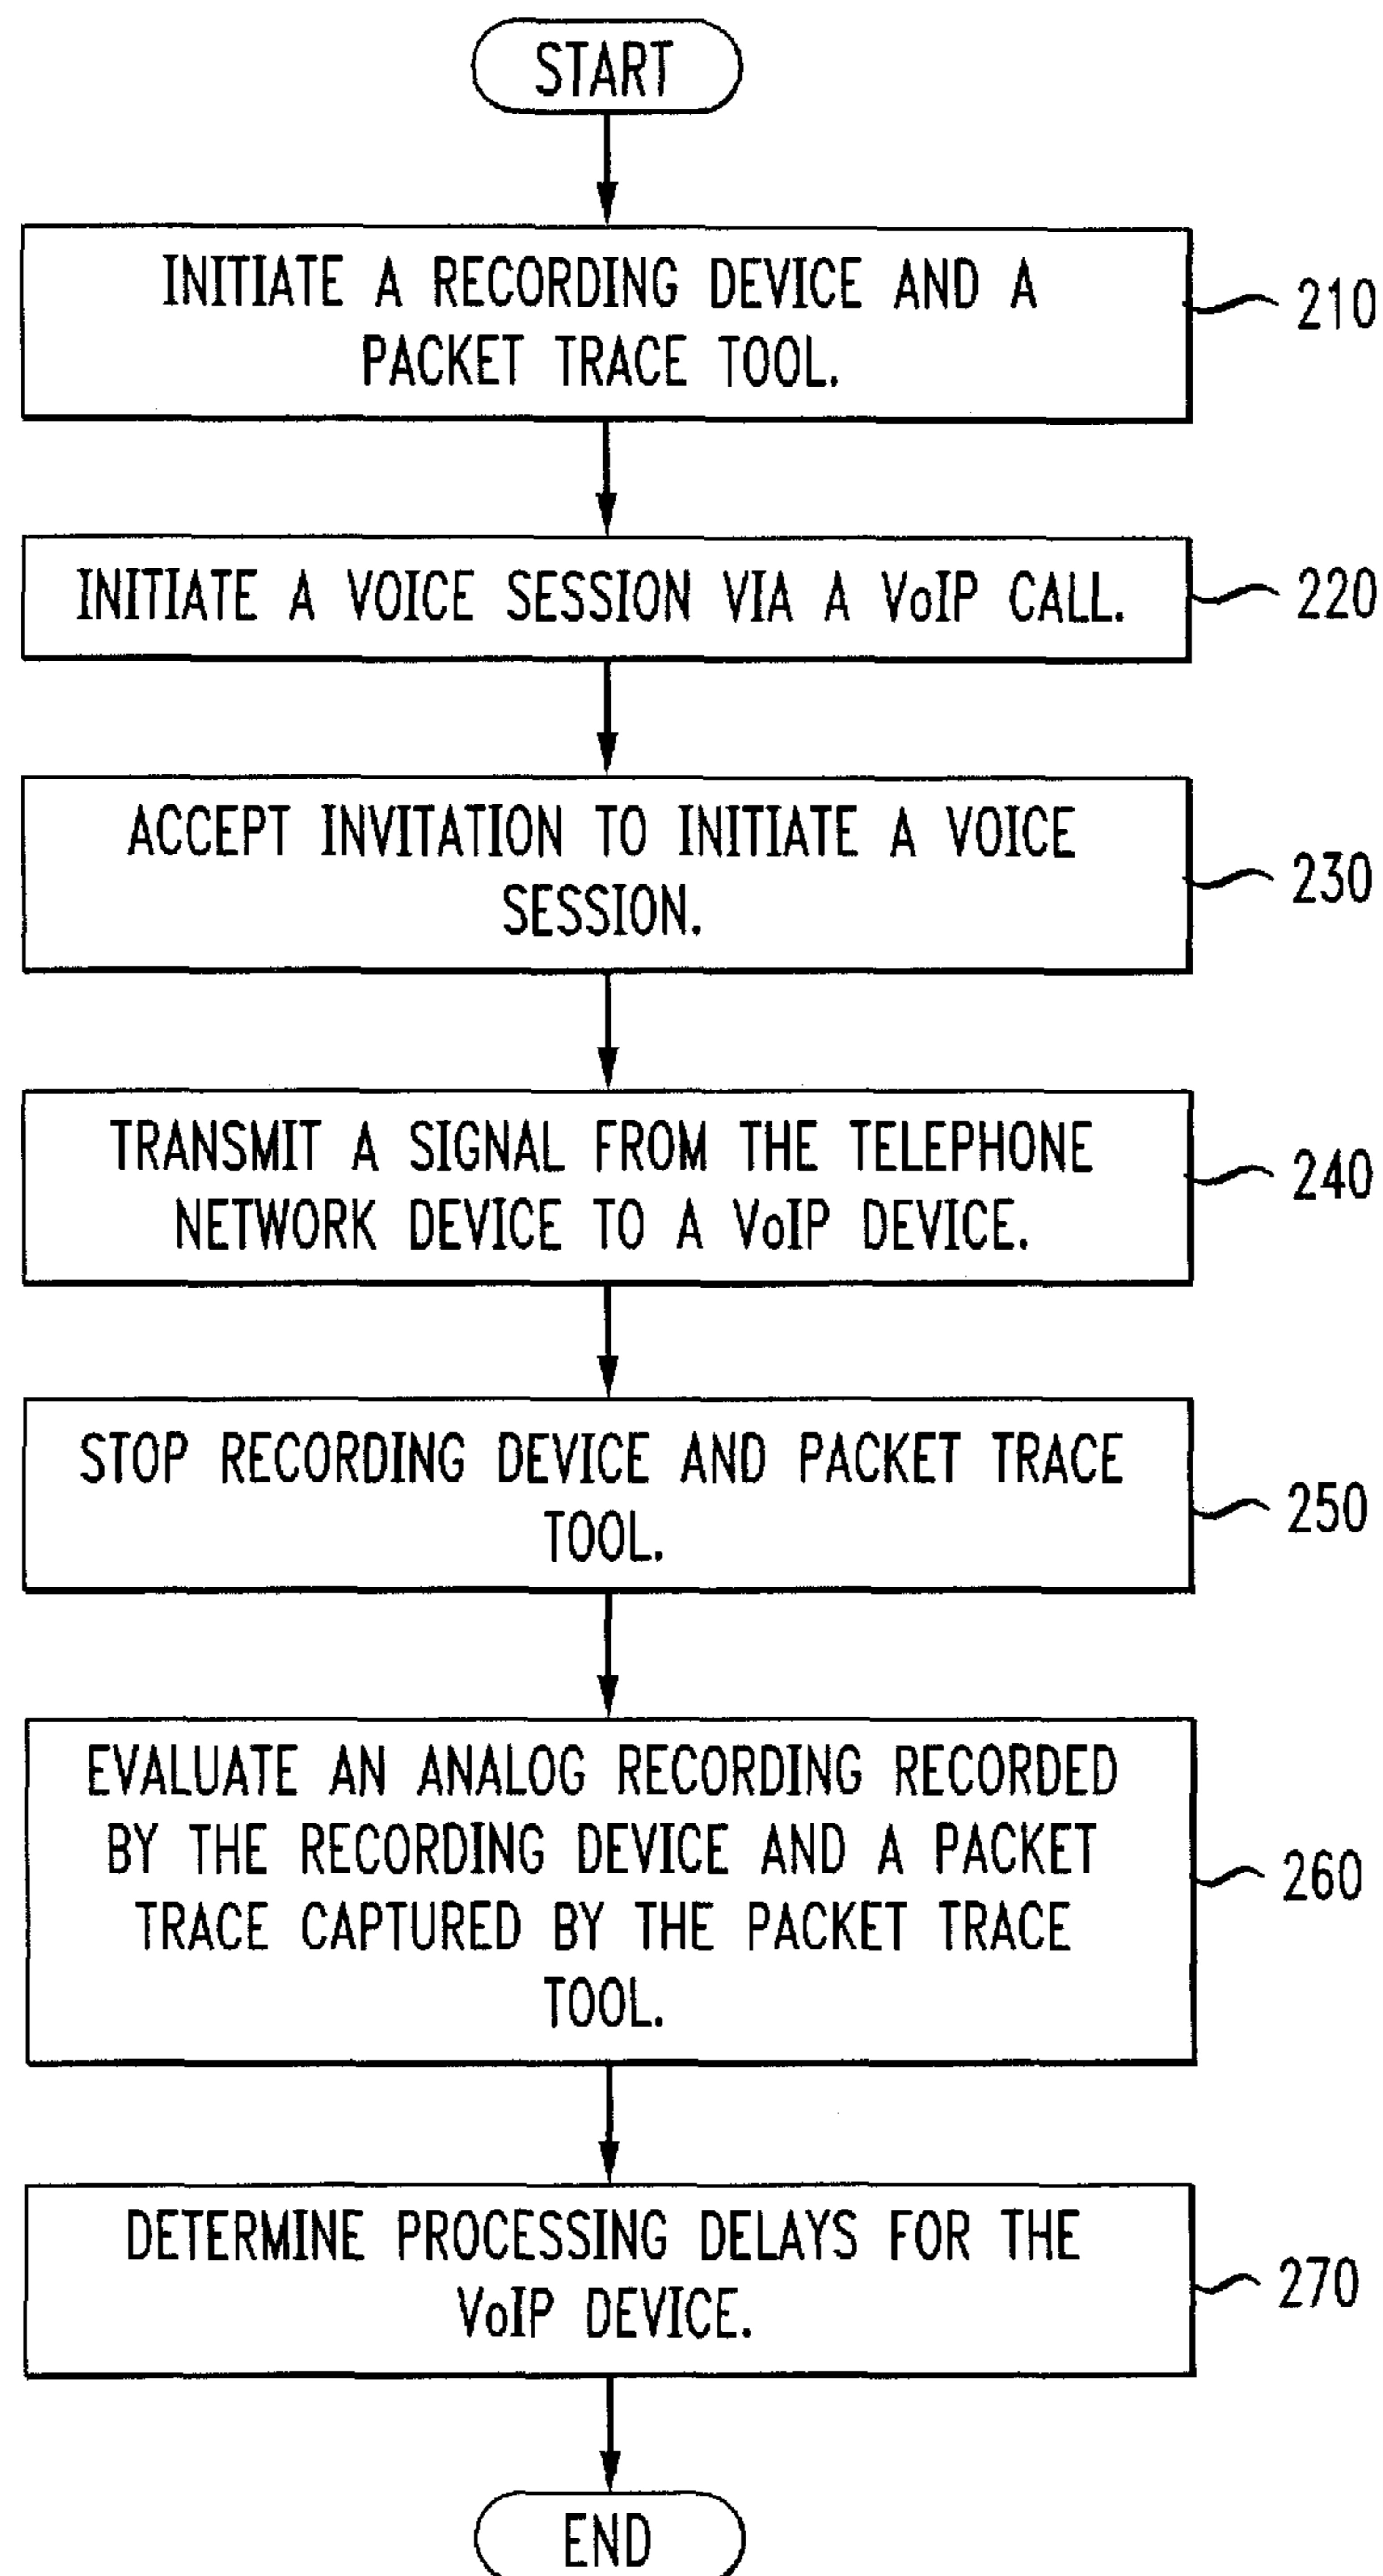 START
INITIATE A RECORDING DEVICE AND A
PACKET TRACE TOOL.
210
INITIATE A VOICE SESSION VIA A VoIP CALL.
220
ACCEPT INVITATION TO INITIATE A VOICE
SESSION.
230
TRANSMIT A SIGNAL FROM THE TELEPHONE
NETWORK DEVICE TO A VoIP DEVICE.
240
STOP RECORDING DEVICE AND PACKET TRACE
TOOL.
250
EVALUATE AN ANALOG RECORDING RECORDED
BY THE RECORDING DEVICE AND A PACKET
TRACE CAPTURED BY THE PACKET TRACE
TOOL.
260
DETERMINE PROCESSING DELAYS FOR THE
VoIP DEVICE.
270
END